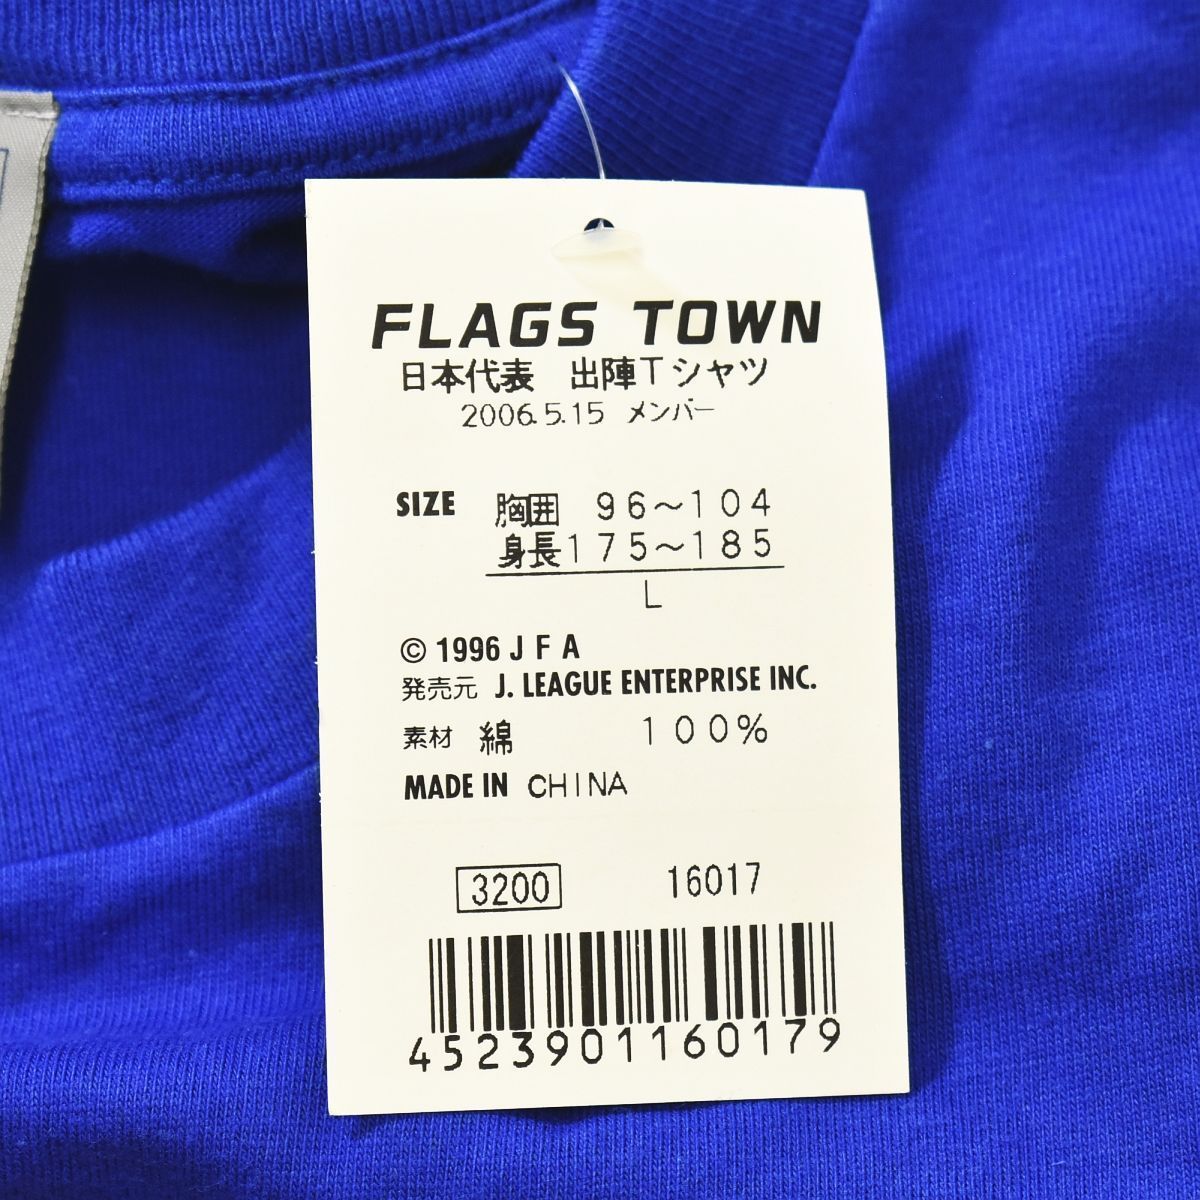 FLAGS TOWN
日本代表　出陣Tシャツ
2006.5.15 メンバー
SIZE 胸囲 96～104
身長175～185
L
© 1996 J F A
発売元 J. LEAGUE ENTERPRISE INC.
素材 綿 100%
MADE IN CHINA
3200 16017
4523901160179